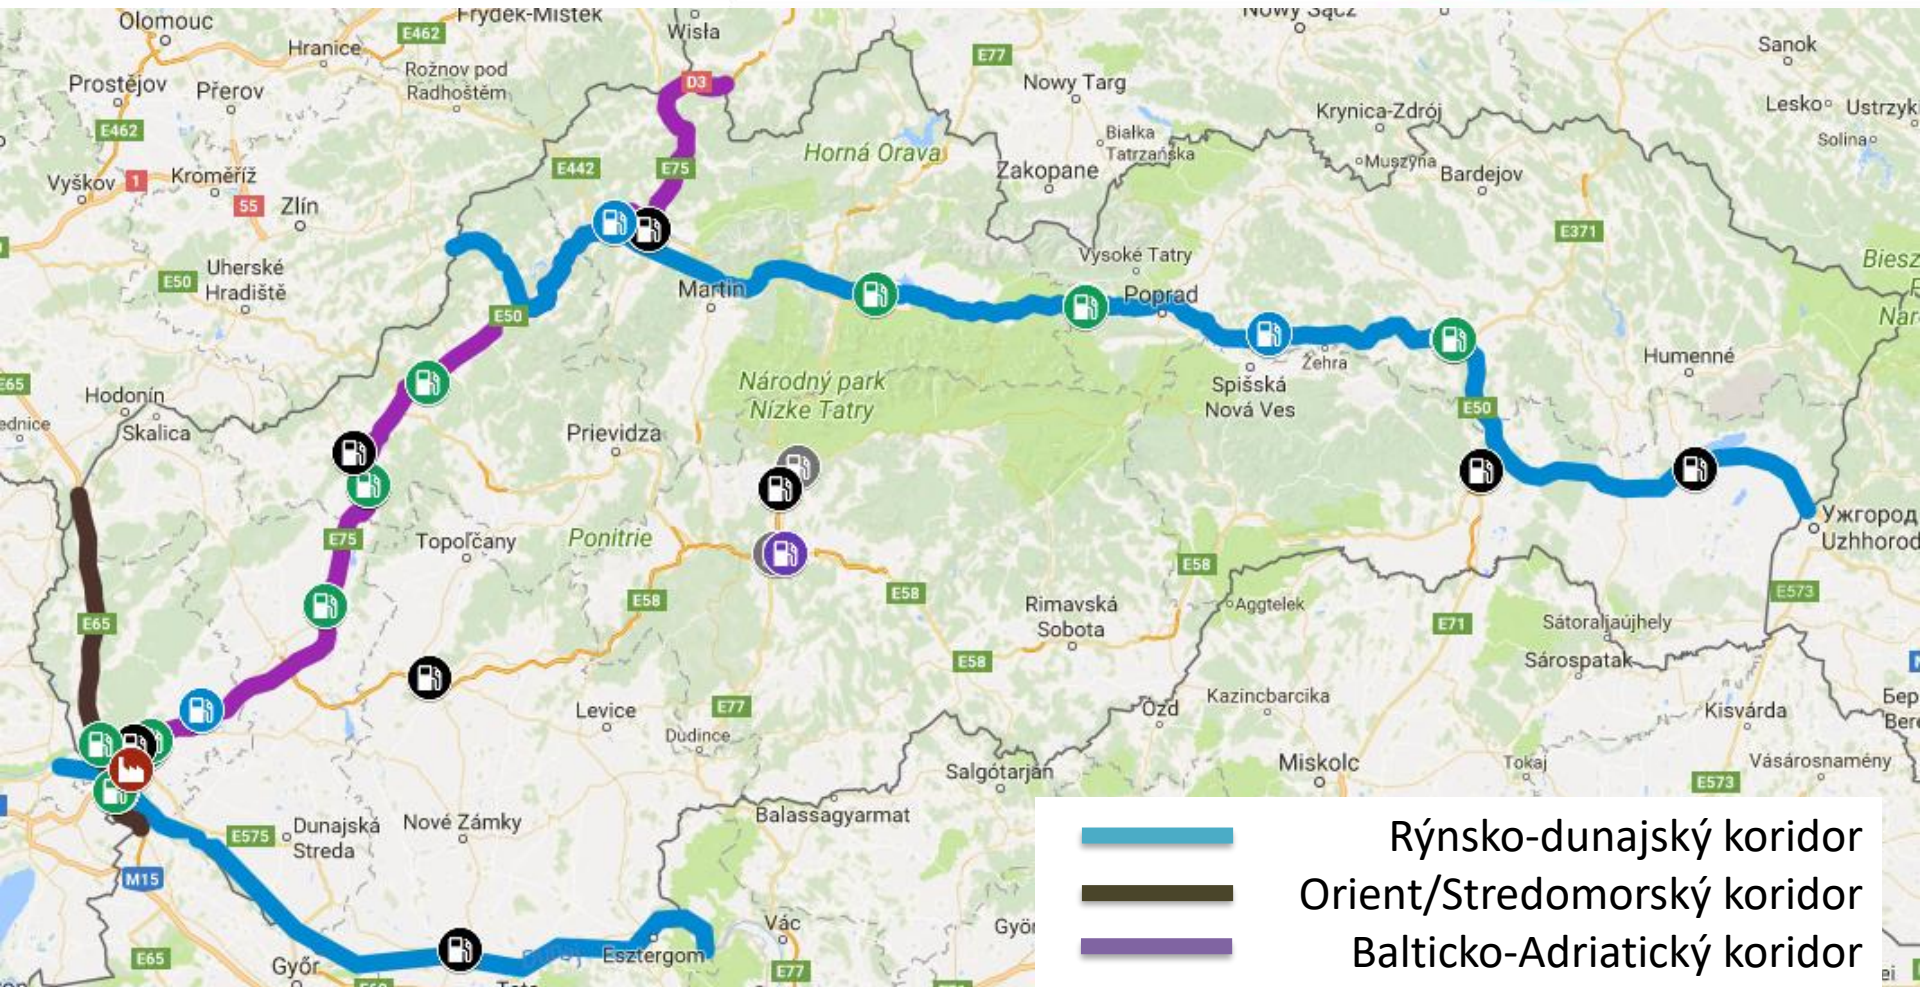 Olomouc
Frýdek-Místek
Wisła
Nowy Sącz
E462
Hranice
E77
Sanok
Prostějov
Přerov
Rožnov pod
Radhoštěm
D3
Nowy Targ
Krynica-Zdrój
Lesko
Ustrzyki
E462
Białka
Tatrzańska
Solina
Horná Orava
Muszyna
Vyškov
1
Kroměříž
E442
E75
Zakopane
Bardejov
55
Zlín
E371
Vysoké Tatry
Uherské
Hradiště
E50
Martin
Poprad
E50
Humenné
Žehra
E65
Hodonín
Národný park
Nízke Tatry
Spišská
Nová Ves
E50
Skalica
Prievidza
Ужгород
Uzhhorod
E75
Topoľčany
Ponitrie
E58
E58
E58
E573
Rimavská
Sobota
Aggtelek
E65
E71
Sátoraljaújhely
Sárospatak
E58
Kazincbarcika
Levice
E77
Ózd
Kisvárda
Dudince
Salgótarján
Miskolc
Tokaj
Vásárosnamény
E573
Balassagyarmat
E575
Dunajská
Streda
Nové Zámky
M15
Rýnsko-dunajský koridor
Orient/Stredomorský koridor
Balticko-Adriatický koridor
Vác
E65
Győr
Esztergom
E77